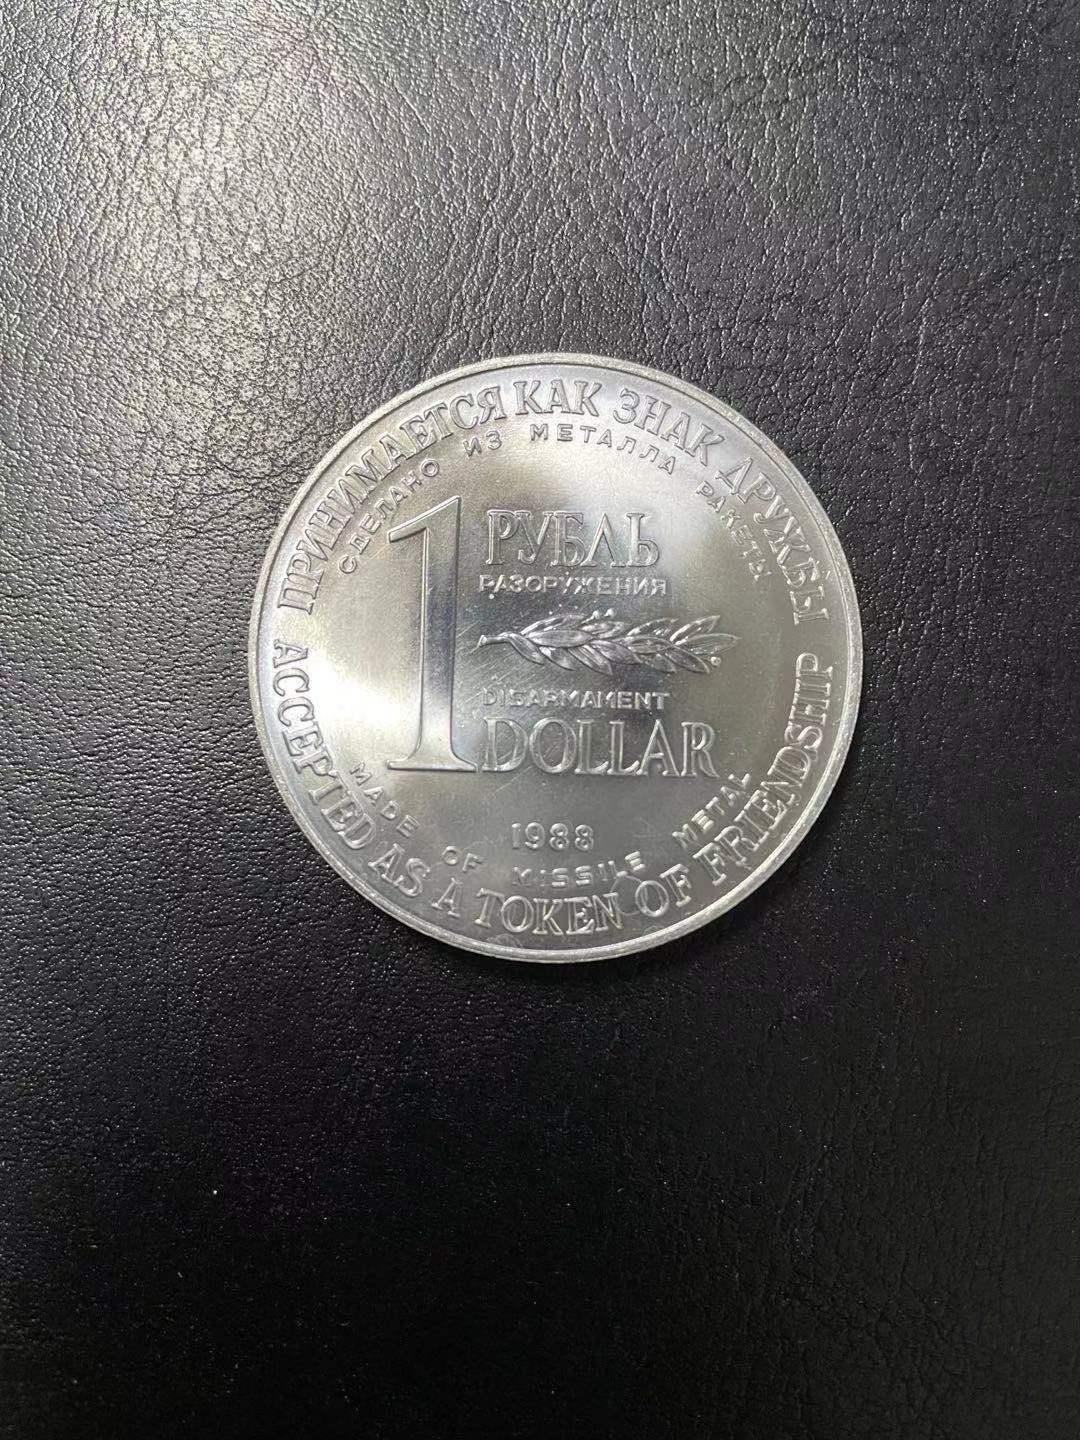 ПРИНИМАЕТСЯ КАК ЗНАК ДРУЖБЫ
СДЕЛАНО ИЗ МЕТАЛЛА РАКЕТЫ
1 РУБЛЬ
РАЗОРУЖЕНИЯ
DISARMAMENT
DOLLAR
1988
MADE OF MISSILE METAL
ACCEPTED AS A TOKEN OF FRIENDSHIP